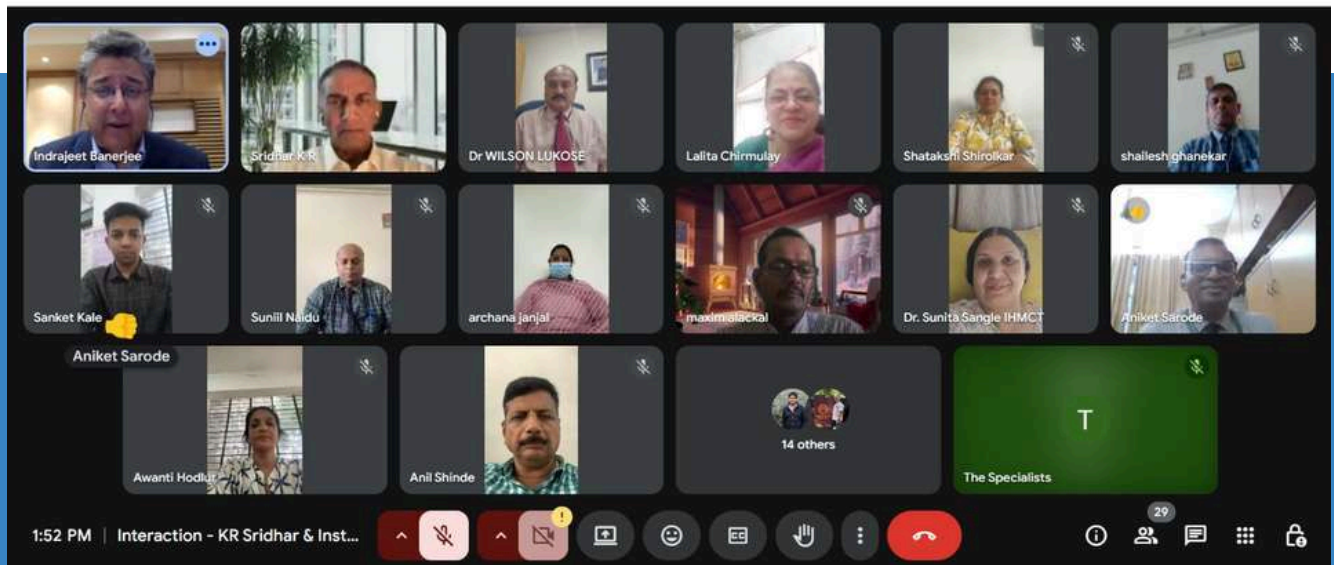 Indrajeet Banerjee
Sridhar K R
Dr WILSON LUKOSE
Lalita Chirmulay
Shatakshi Shirolkar
shailesh ghanekar
Sanket Kale
Suniil Naidu
archana janjal
maxim alackal
Dr. Sunita Sangle IHMCT
Aniket Sarode
Aniket Sarode
Awanti Hodlur
Anil Shinde
14 others
T
The Specialists
29
1:52 PM | Interaction - KR Sridhar & Inst...
CC